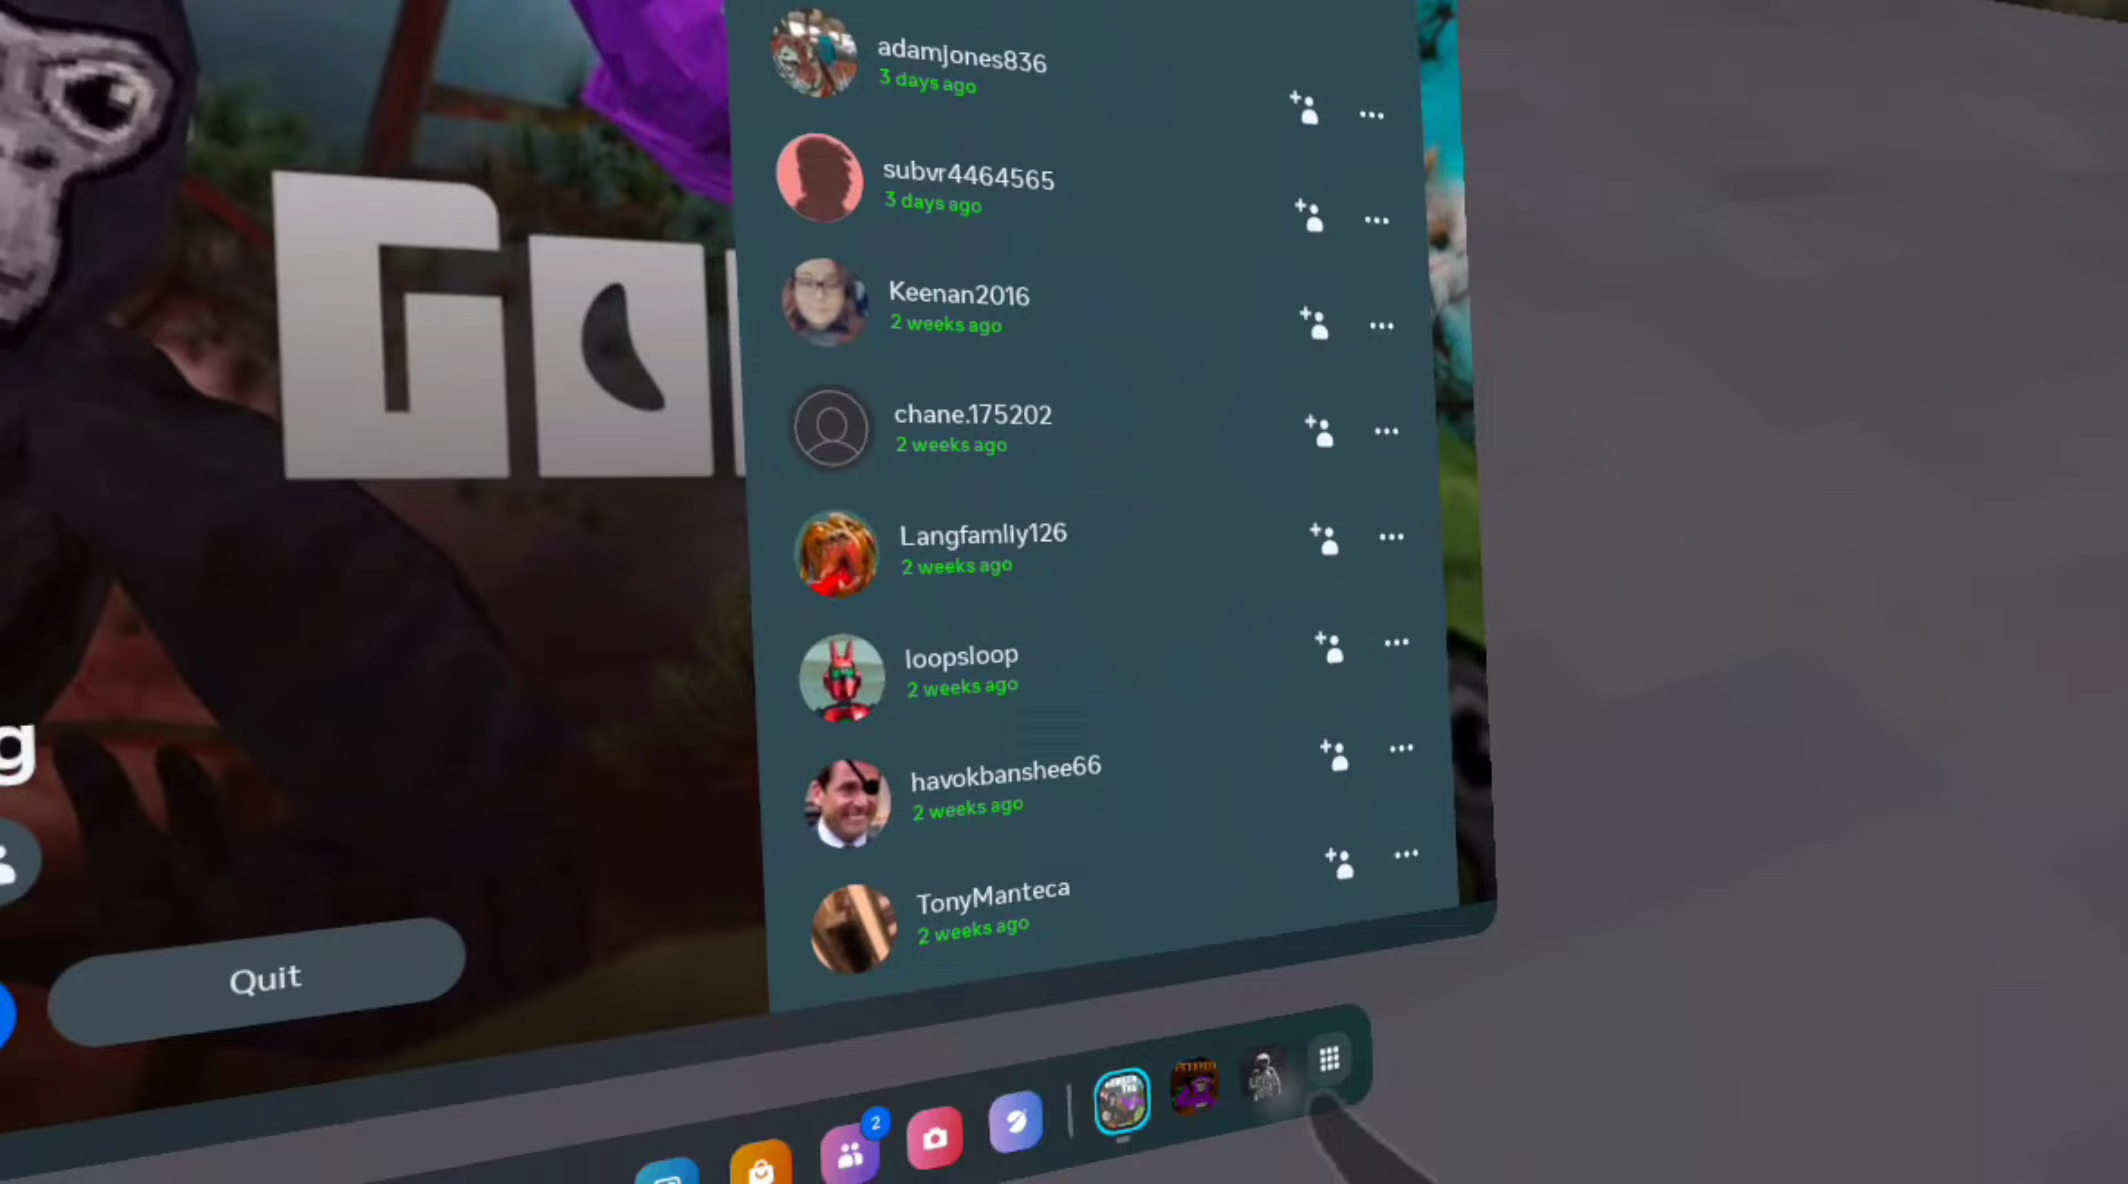 adamjones836
3 days ago
subvr4464565
3 days ago
Keenan2016
2 weeks ago
chane.175202
2 weeks ago
Langfamlly126
2 weeks ago
loopsloop
2 weeks ago
havokbanshee66
2 weeks ago
TonyManteca
2 weeks ago
g
Quit
2